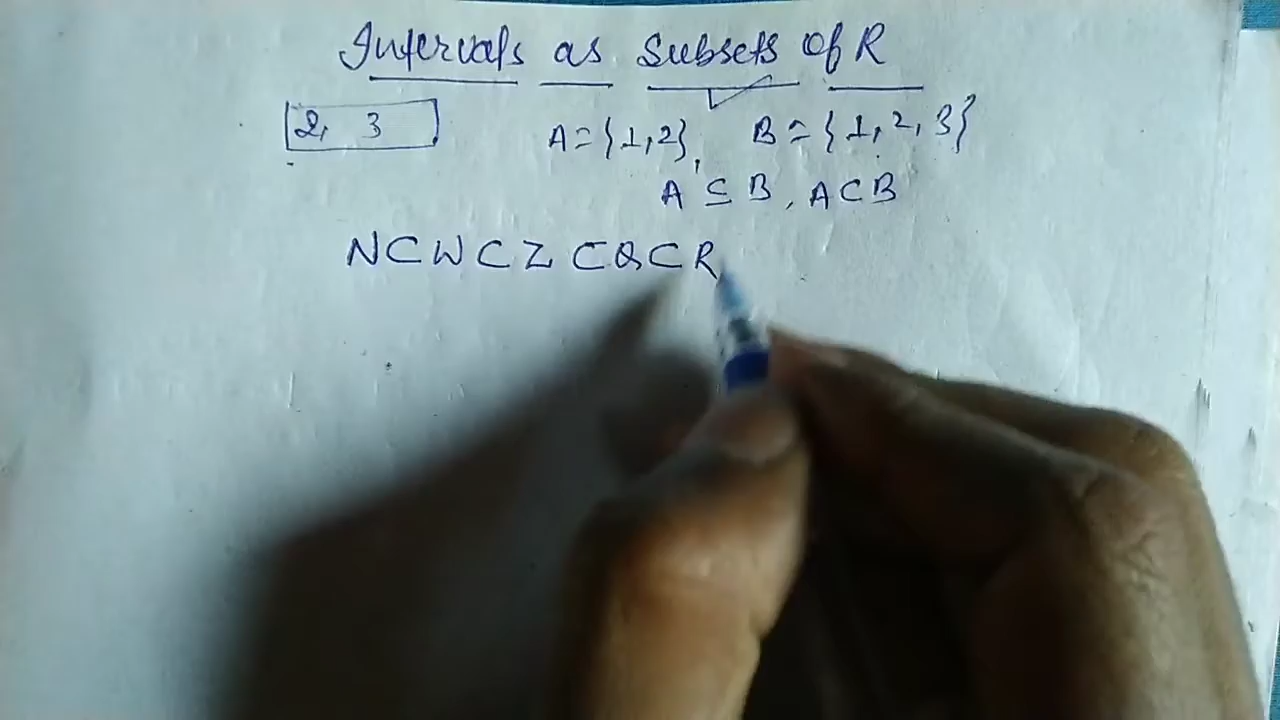 Intervals as Subsets of R
[2, 3]
A = {1,2}, B = {1, 2, 3}
A ⊆ B, A ⊂ B
N ⊂ W ⊂ Z ⊂ Q ⊂ R